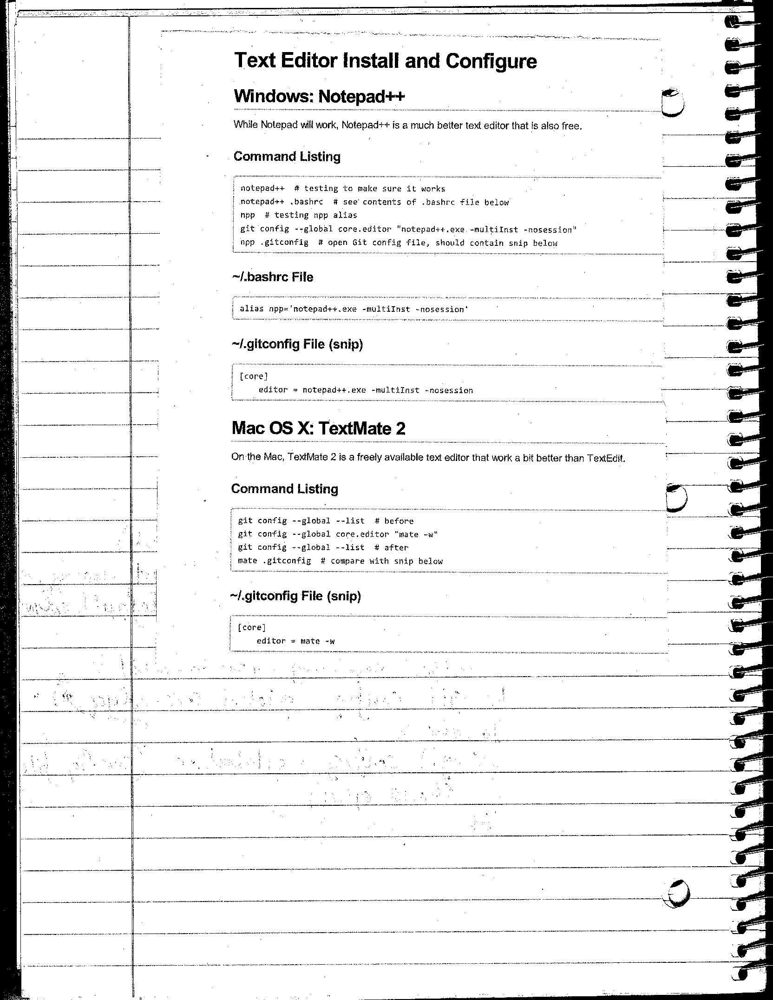 Text Editor Install and Configure
Windows: Notepad++
While Notepad will work, Notepad++ is a much better text editor that is also free.
Command Listing
notepad++  # testing to make sure it works
notepad++ .bashrc  # see contents of .bashrc file below
npp  # testing npp alias
git config --global core.editor "notepad++.exe -multiInst -nosession"
npp .gitconfig  # open Git config file, should contain snip below
~/.bashrc File
alias npp='notepad++.exe -multiInst -nosession'
~/.gitconfig File (snip)
[core]
    editor = notepad++.exe -multiInst -nosession
Mac OS X: TextMate 2
On the Mac, TextMate 2 is a freely available text editor that work a bit better than TextEdit.
Command Listing
git config --global --list  # before
git config --global core.editor "mate -w"
git config --global --list  # after
mate .gitconfig  # compare with snip below
~/.gitconfig File (snip)
[core]
    editor = mate -w